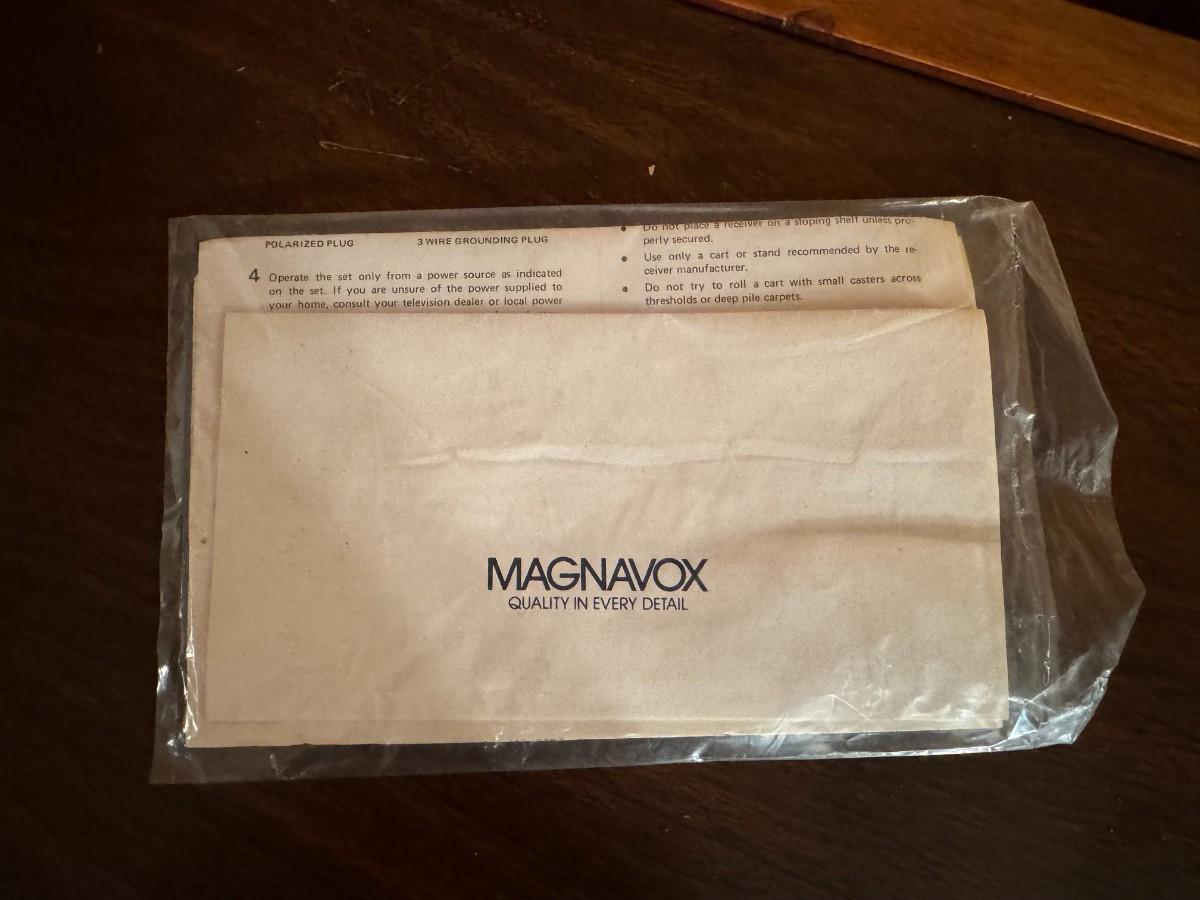 POLARIZED PLUG
3 WIRE GROUNDING PLUG
4 Operate the set only from a power source as indicated
on the set. If you are unsure of the power supplied to
your home, consult your television dealer or local power
• Do not place a receiver on a sloping shelf unless pro-
perly secured.
• Use only a cart or stand recommended by the re-
ceiver manufacturer.
• Do not try to roll a cart with small casters across
thresholds or deep pile carpets.
MAGNAVOX
QUALITY IN EVERY DETAIL